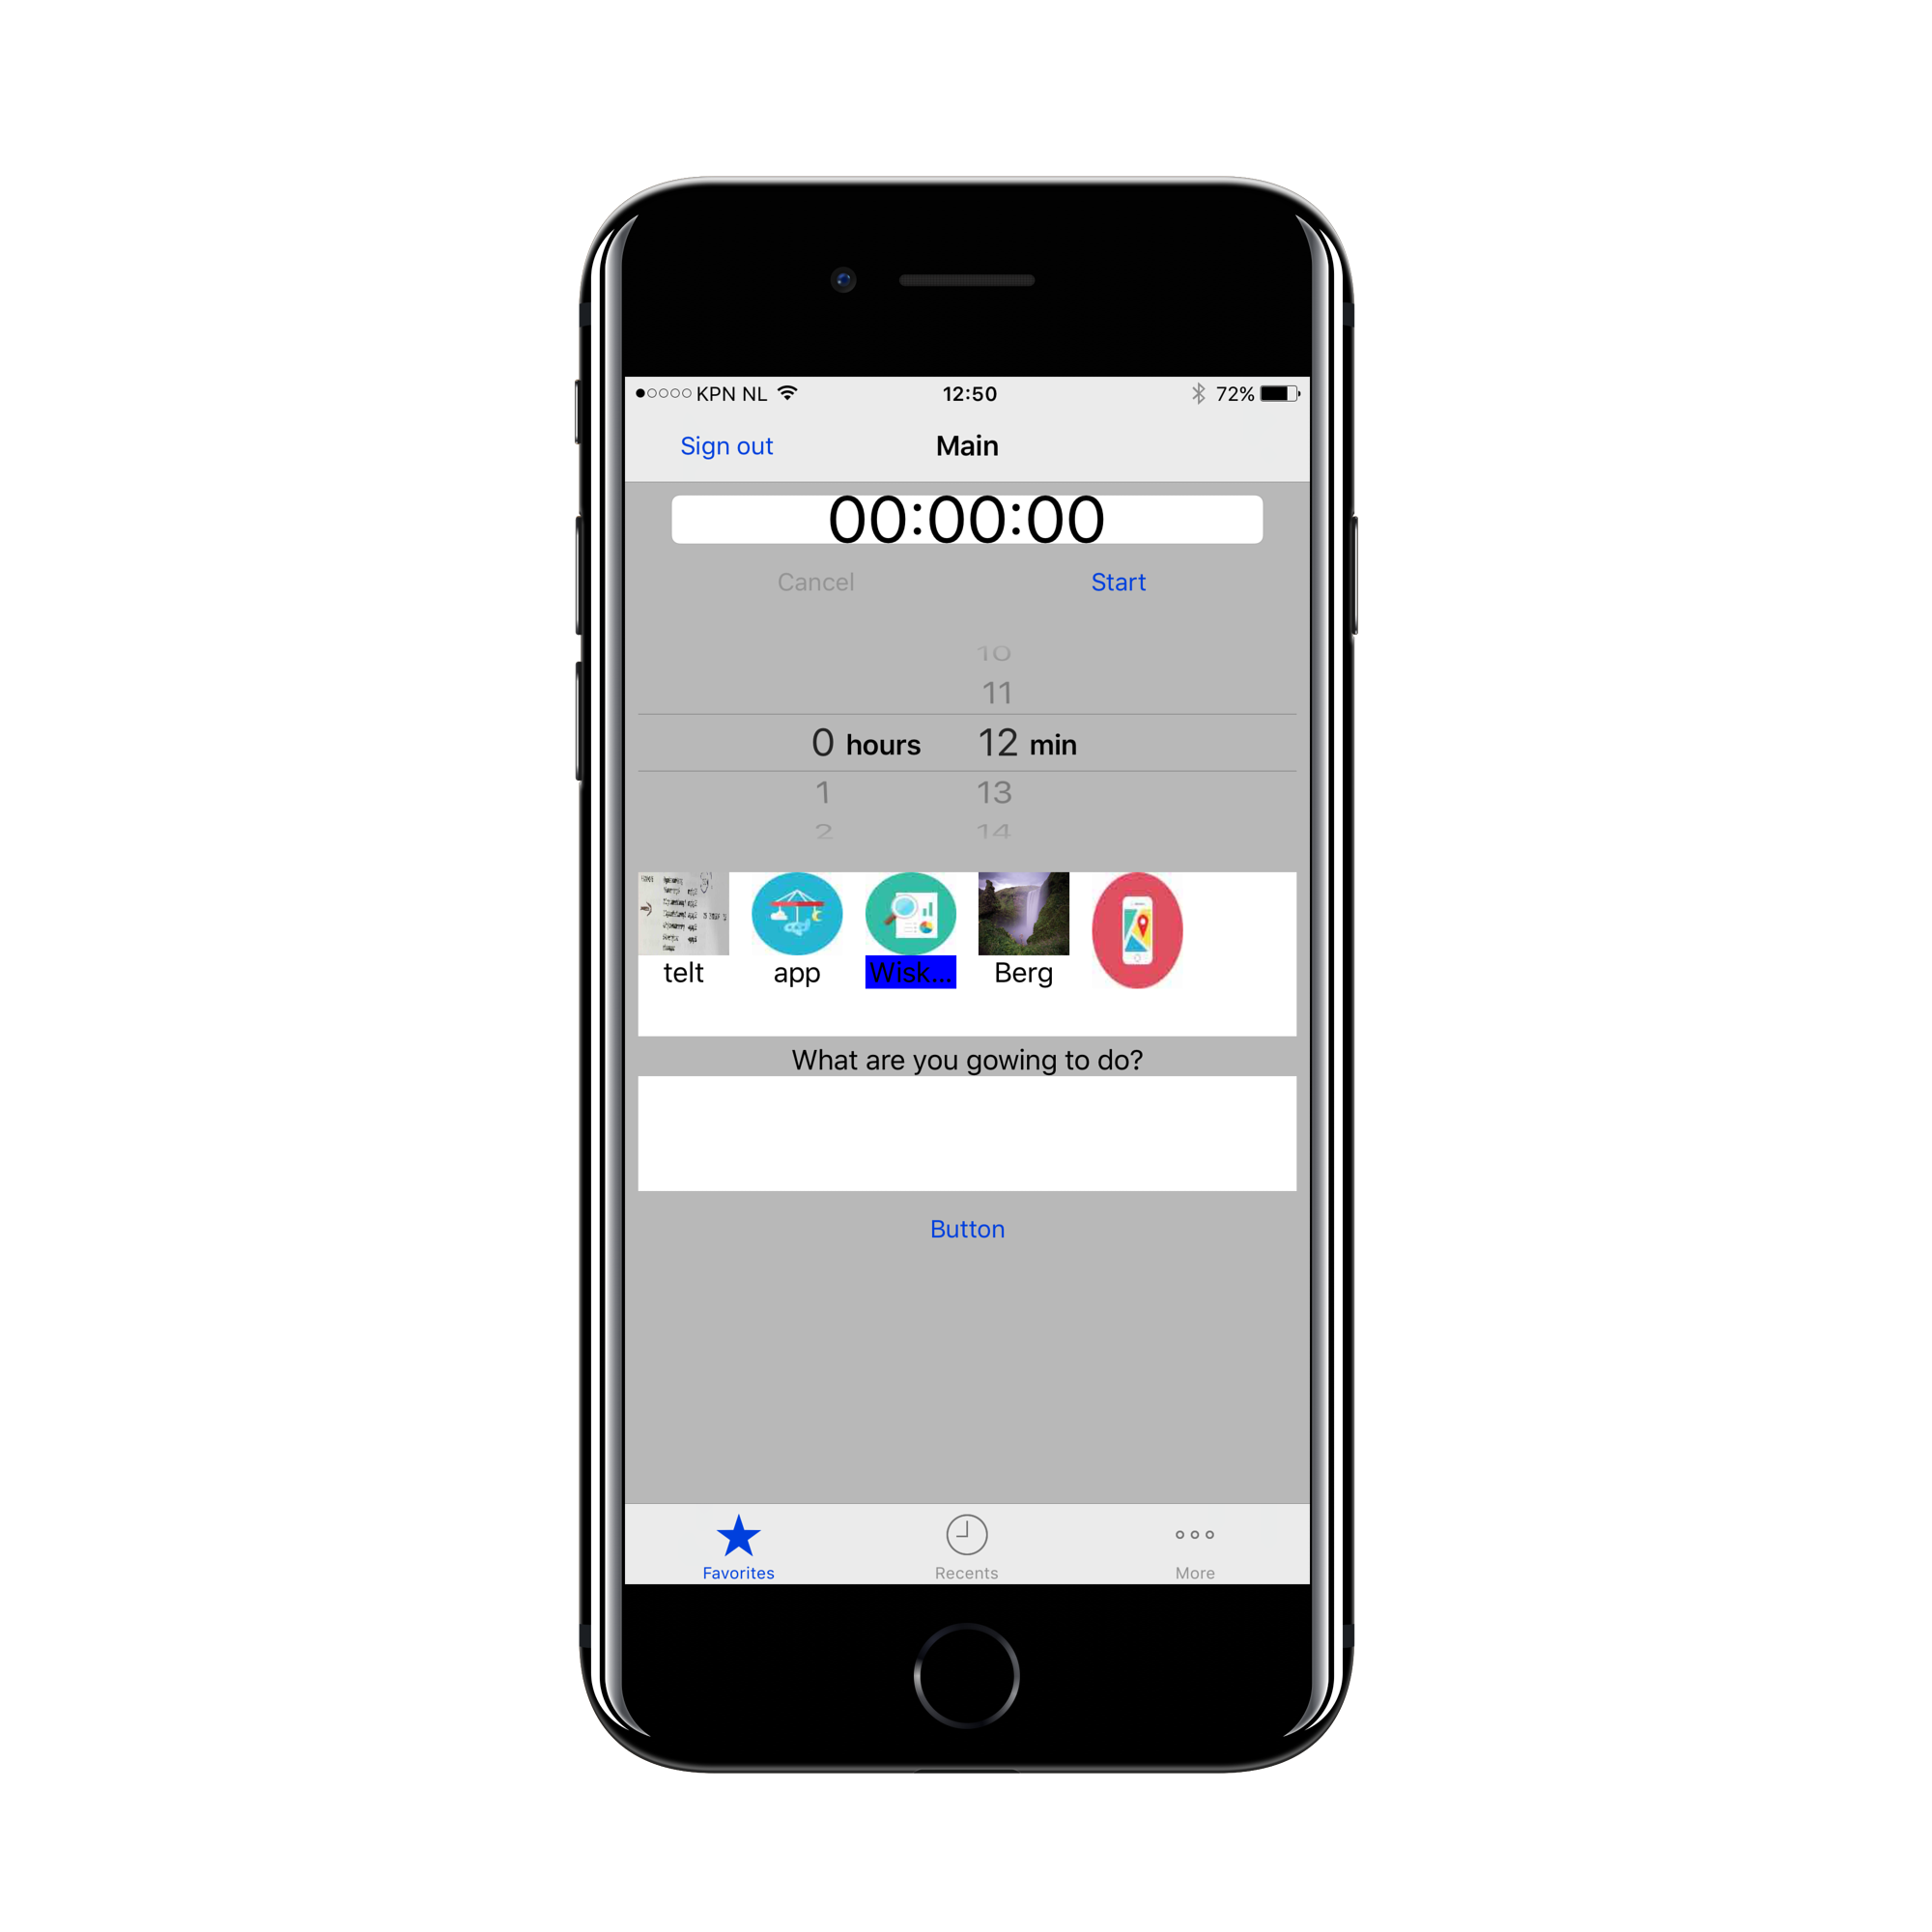 KPN NL 12:50 72%
Sign out Main
00:00:00
Cancel Start
10
11
0 hours 12 min
1 13
2 14
telt app Wisk... Berg
What are you gowing to do?
Button
Favorites Recents More